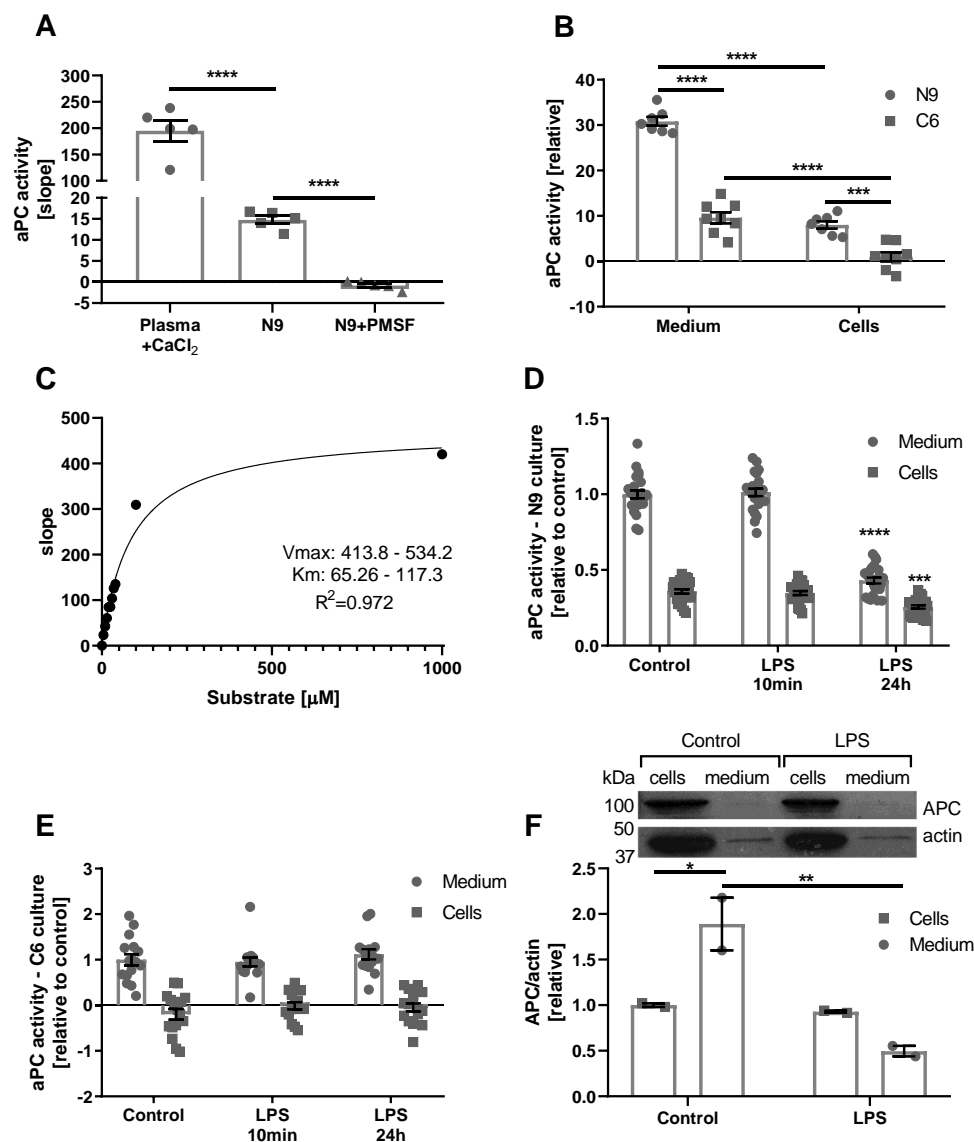 A
aPC activity
[slope]
300
250
200
150
100
20
15
10
5
0
-5
****
****
Plasma
+CaCl2
N9
N9+PMSF
B
aPC activity [relative]
40
30
20
10
0
-10
****
****
****
***
N9
C6
Medium
Cells
C
slope
500
400
300
200
100
0
Vmax: 413.8 - 534.2
Km: 65.26 - 117.3
R2=0.972
0
500
1000
Substrate [μM]
D
aPC activity - N9 culture
[relative to control]
1.5
1.0
0.5
0.0
Medium
Cells
****
***
Control
LPS
10min
LPS
24h
E
aPC activity - C6 culture
[relative to control]
3
2
1
0
-1
-2
Medium
Cells
Control
LPS
10min
LPS
24h
F
Control
LPS
kDa
cells
medium
cells
medium
100
APC
50
37
actin
APC/actin
[relative]
2.5
2.0
1.5
1.0
0.5
0.0
*
**
Cells
Medium
Control
LPS